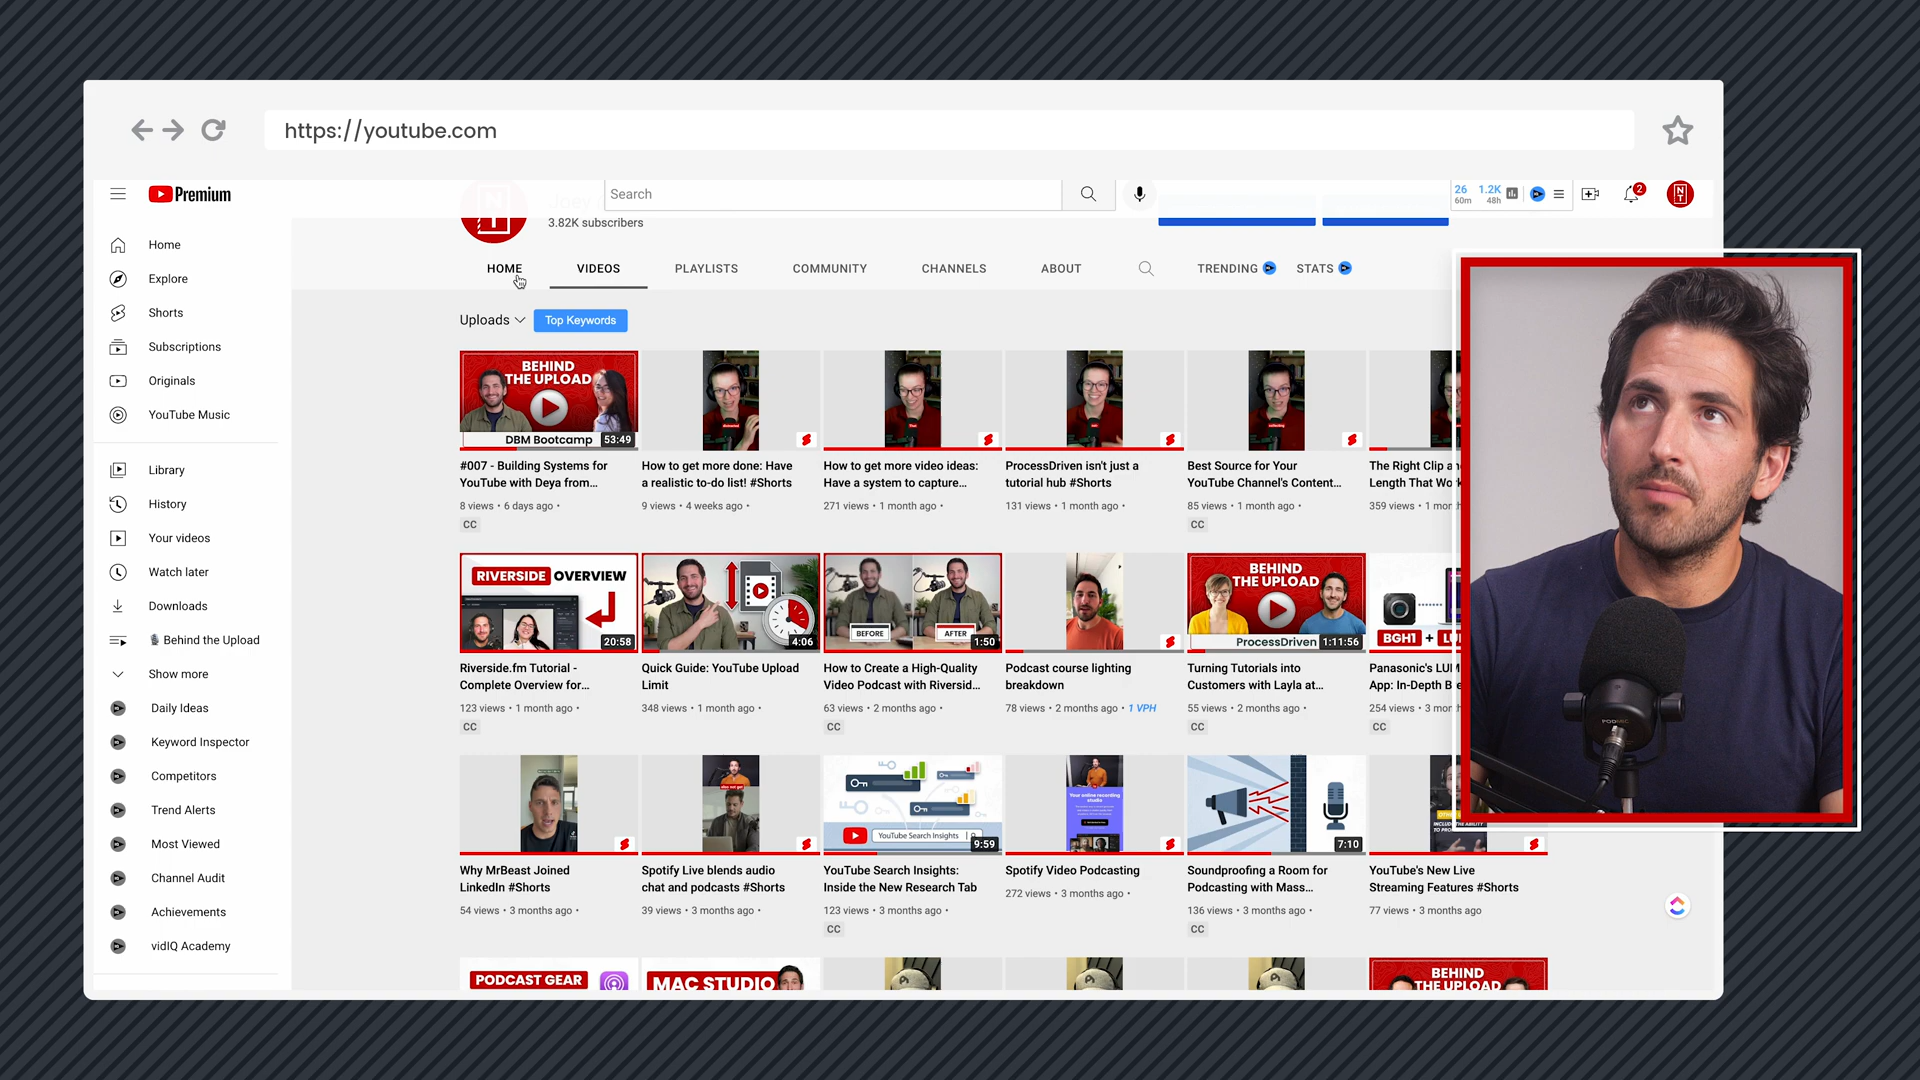 https://youtube.com
Premium
Search
26 1.2K
60m 48h
2
3.82K subscribers
HOME VIDEOS PLAYLISTS COMMUNITY CHANNELS ABOUT TRENDING STATS
Home
Explore
Shorts
Subscriptions
Originals
YouTube Music
Library
History
Your videos
Watch later
Downloads
Behind the Upload
Show more
Daily Ideas
Keyword Inspector
Competitors
Trend Alerts
Most Viewed
Channel Audit
Achievements
vidIQ Academy
Uploads Top Keywords
BEHIND
THE UPLOAD
DBM Bootcamp 53:49
#007 - Building Systems for
YouTube with Deya from...
8 views • 6 days ago •
CC
How to get more done: Have
a realistic to-do list! #Shorts
9 views • 4 weeks ago •
How to get more video ideas:
Have a system to capture...
271 views • 1 month ago •
ProcessDriven isn't just a
tutorial hub #Shorts
131 views • 1 month ago •
Best Source for Your
YouTube Channel's Content...
85 views • 1 month ago •
CC
The Right Clip
Length That
359 views • 1
RIVERSIDE OVERVIEW
20:58
Riverside.fm Tutorial -
Complete Overview for...
123 views • 1 month ago •
CC
4:06
Quick Guide: YouTube Upload
Limit
348 views • 1 month ago •
BEFORE AFTER
1:50
How to Create a High-Quality
Video Podcast with Riversid...
63 views • 2 months ago •
CC
Podcast course lighting
breakdown
78 views • 2 months ago • 1 VPH
BEHIND
THE UPLOAD
ProcessDriven 1:11:56
Turning Tutorials into
Customers with Layla at...
55 views • 2 months ago •
CC
BGH1 +
Panasonic's
App: In-Depth
254 views • 3
CC
Why MrBeast Joined
LinkedIn #Shorts
54 views • 3 months ago •
Spotify Live blends audio
chat and podcasts #Shorts
39 views • 3 months ago •
YouTube Search Insights
9:59
YouTube Search Insights:
Inside the New Research Tab
123 views • 3 months ago •
CC
Your online recording
studio
Spotify Video Podcasting
272 views • 3 months ago •
7:10
Soundproofing a Room for
Podcasting with Mass...
136 views • 3 months ago •
CC
YouTube's New Live
Streaming Features #Shorts
77 views • 3 months ago
PODCAST GEAR
MAC STUDIO
BEHIND
THE UPLOAD
PODMIC